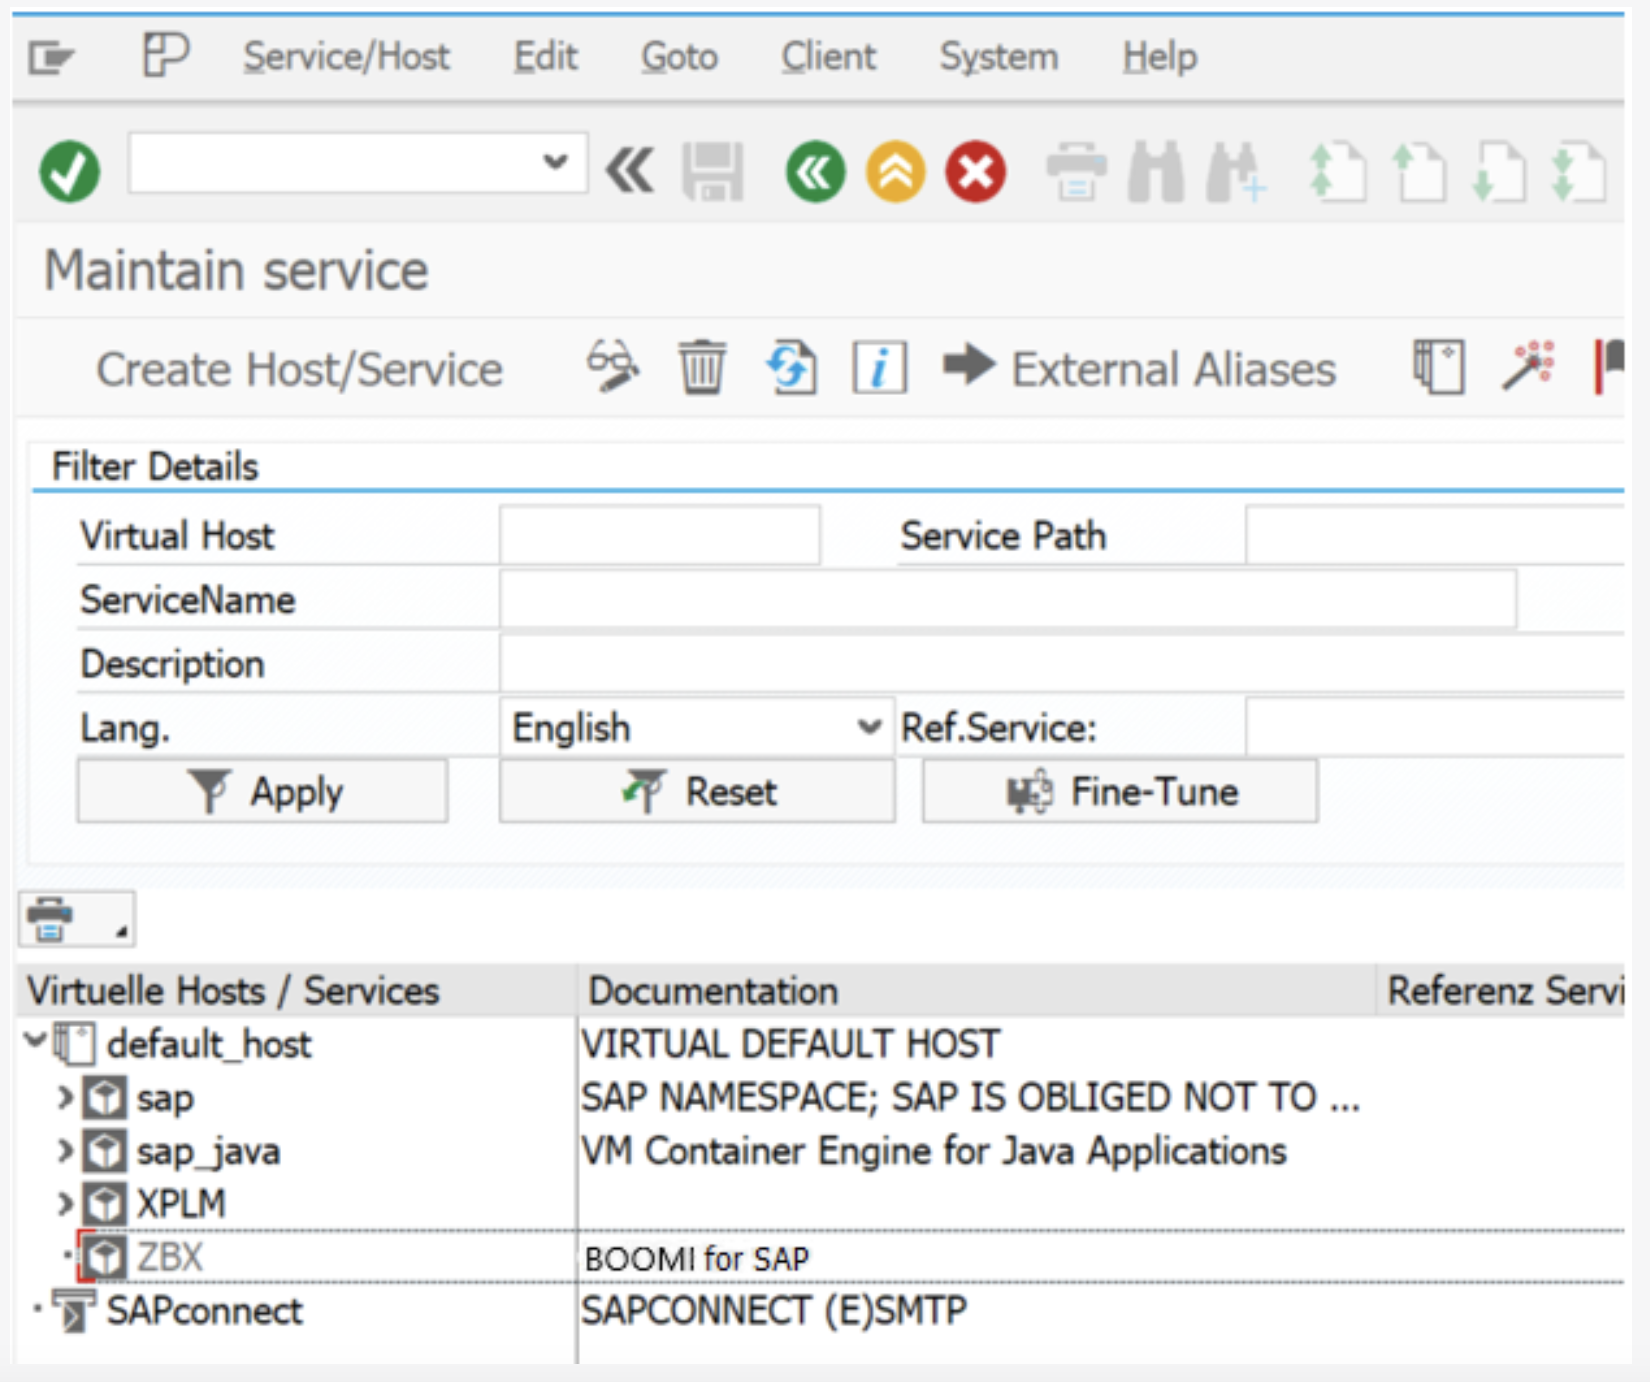 Service/Host Edit Goto Client System Help
Maintain service
Create Host/Service External Aliases
Filter Details
Virtual Host Service Path
ServiceName
Description
Lang. English Ref.Service:
Apply Reset Fine-Tune
Virtuelle Hosts / Services Documentation Referenz Servi
default_host VIRTUAL DEFAULT HOST
sap SAP NAMESPACE; SAP IS OBLIGED NOT TO ...
sap_java VM Container Engine for Java Applications
XPLM
ZBX BOOMI for SAP
SAPconnect SAPCONNECT (E)SMTP